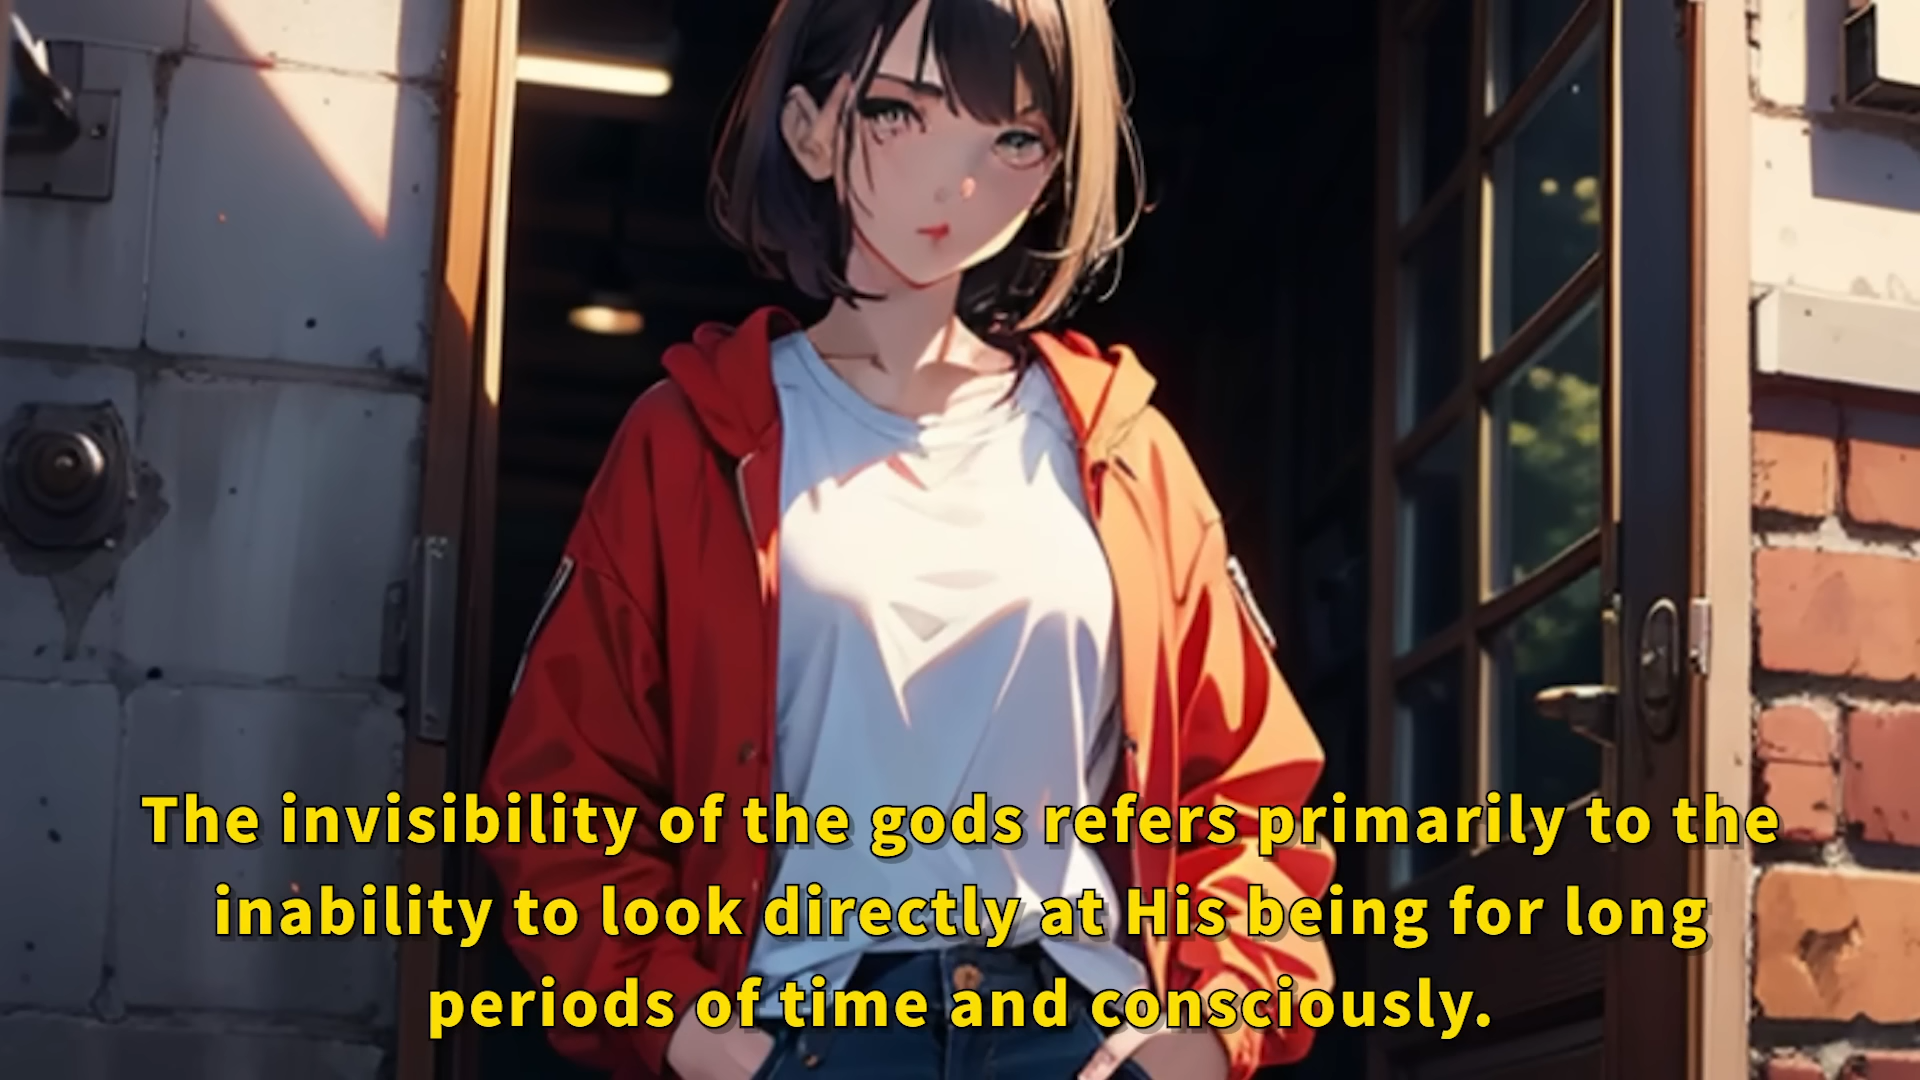 The invisibility of the gods refers primarily to the
inability to look directly at His being for long
periods of time and consciously.